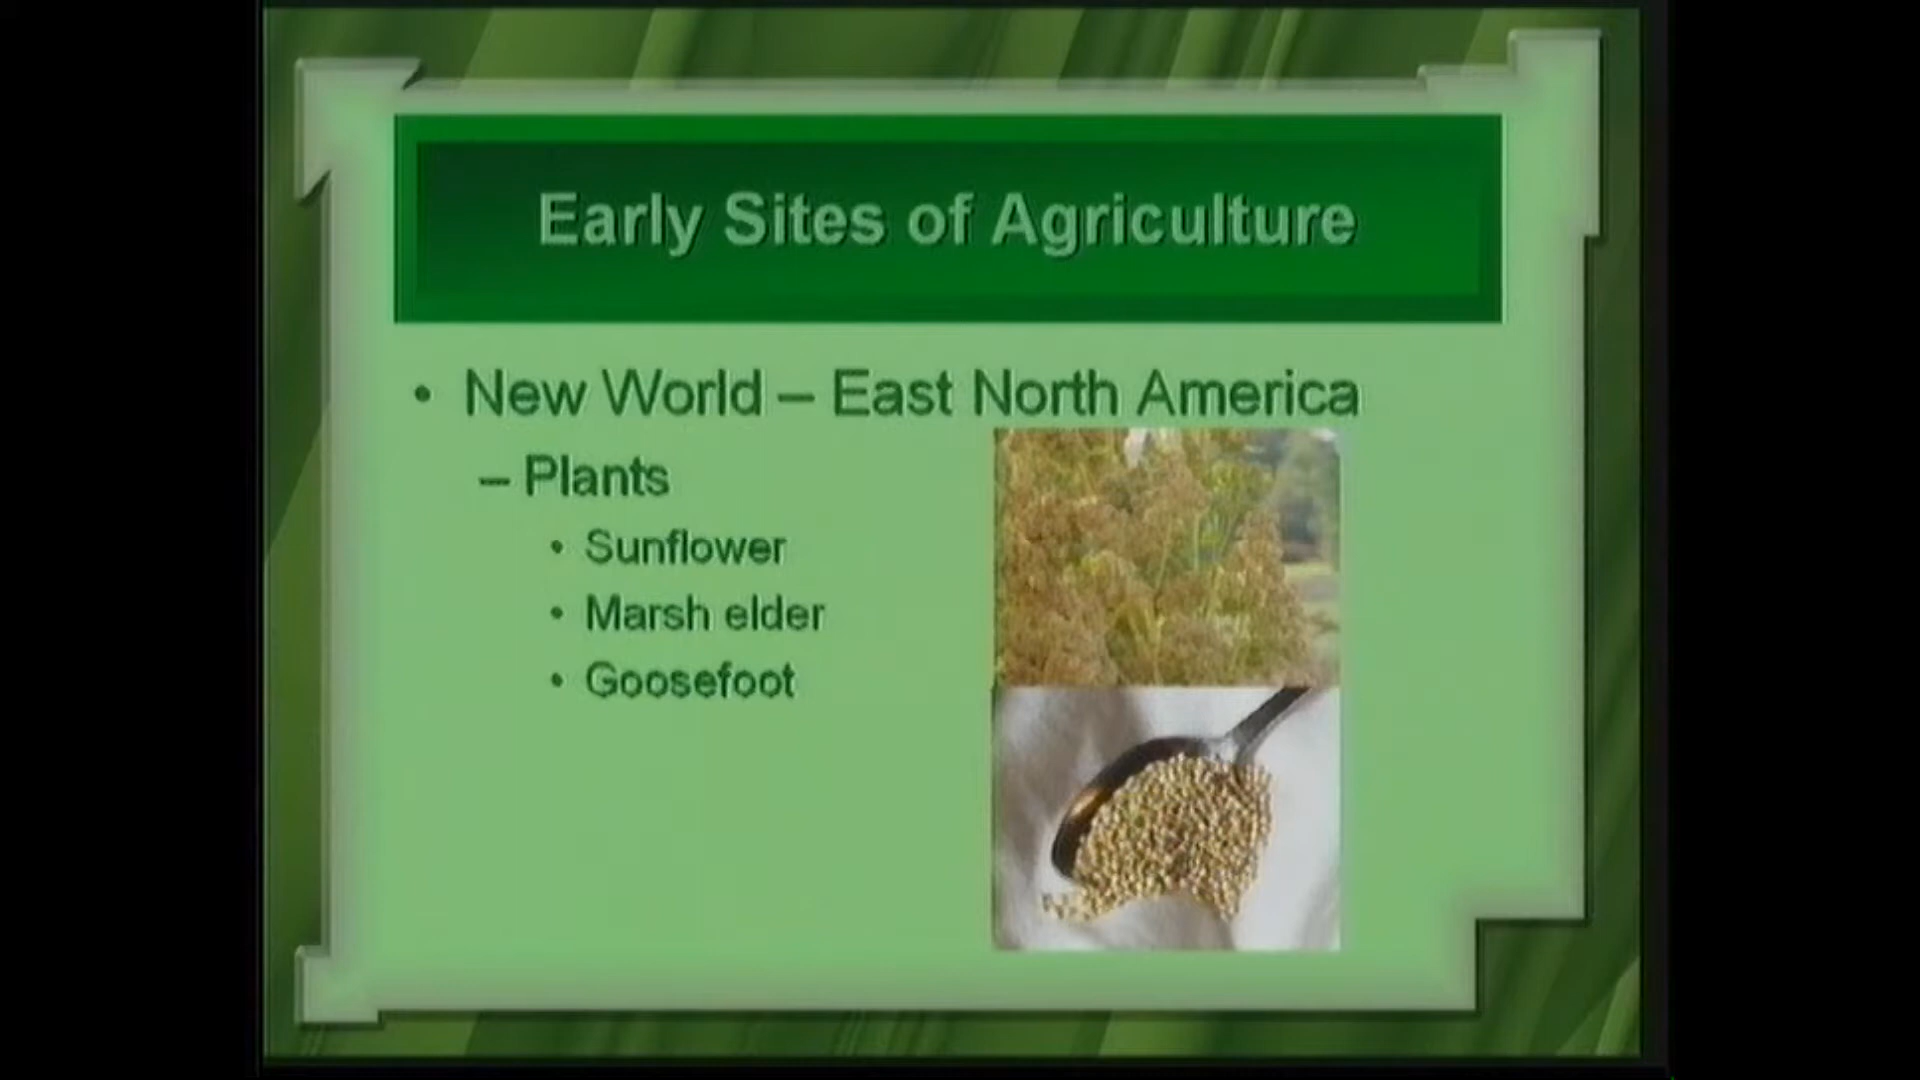 Early Sites of Agriculture
• New World – East North America
– Plants
• Sunflower
• Marsh elder
• Goosefoot